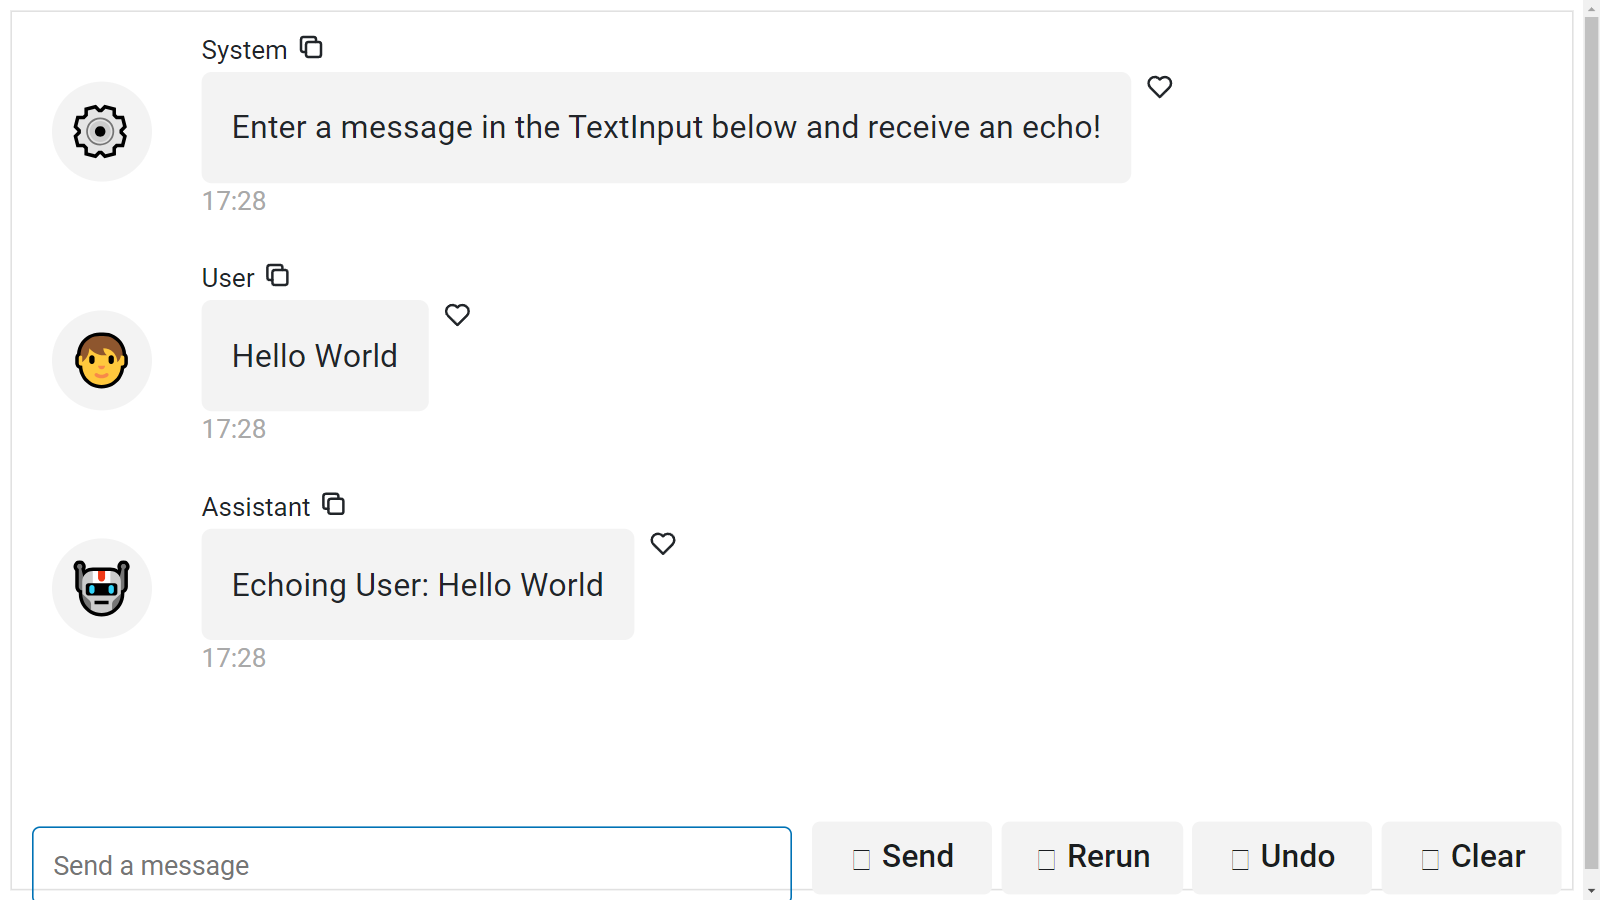 System
Enter a message in the TextInput below and receive an echo!
17:28
User
Hello World
17:28
Assistant
Echoing User: Hello World
17:28
Send a message
Send
Rerun
Undo
Clear